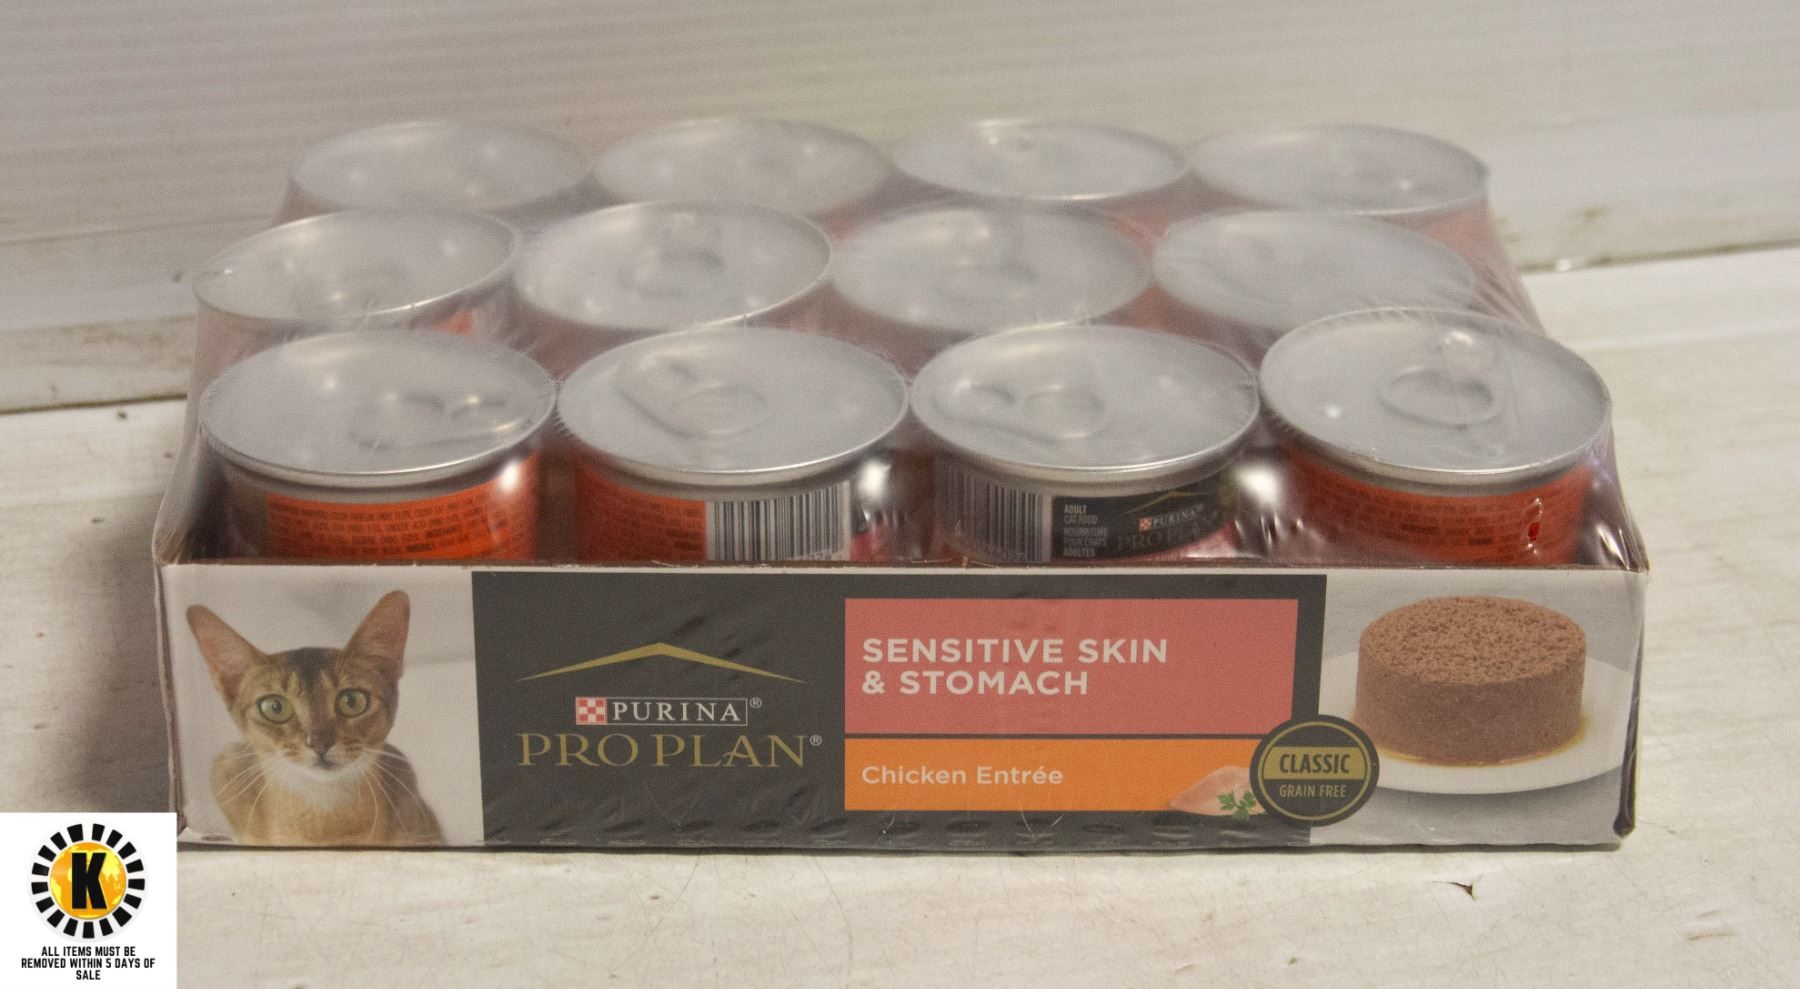 ADULT
CAT FOOD
NOURRITURE
POUR CHATS
ADULTES
PURINA
PRO PLAN
PURINA®
PRO PLAN®
SENSITIVE SKIN
& STOMACH
Chicken Entrée
CLASSIC
GRAIN FREE
K
ALL ITEMS MUST BE
REMOVED WITHIN 5 DAYS OF
SALE